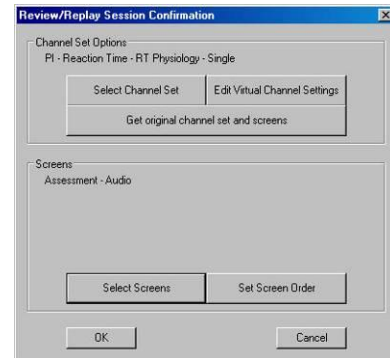 Review/Replay Session Confirmation
Channel Set Options
PI - Reaction Time - RT Physiology - Single
Select Channel Set Edit Virtual Channel Settings
Get original channel set and screens
Screens
Assessment - Audio
Select Screens Set Screen Order
OK Cancel